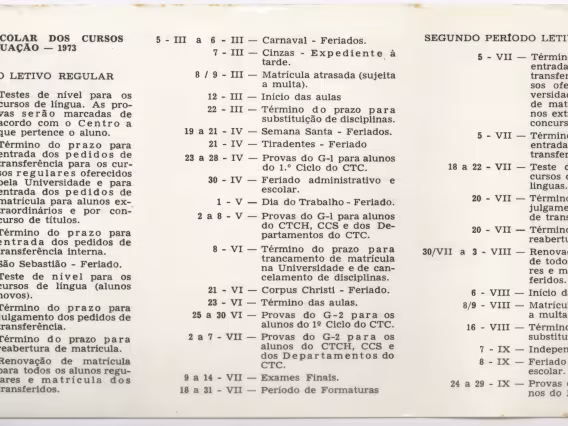 COLAR DOS CURSOS
UAÇÃO — 1973
O LETIVO REGULAR
Testes de nível para os
cursos de língua. As pro-
vas serão marcadas de
acordo com o Centro a
que pertence o aluno.
Término do prazo para
entrada dos pedidos de
transferência para os cur-
sos regulares oferecidos
pela Universidade e para
entrada dos pedidos de
matrícula para alunos ex-
traordinários e por con-
curso de títulos.
Término do prazo para
entrada dos pedidos de
transferência interna.
São Sebastião - Feriado.
Teste de nível para os
cursos de língua (alunos
novos).
Término do prazo para
julgamento dos pedidos de
transferência.
Término do prazo para
reabertura de matrícula.
Renovação de matrícula
para todos os alunos regu-
ares e matrícula dos
transferidos.
5 - III a 6 - III — Carnaval - Feriados.
7 - III — Cinzas - Expediente à
tarde.
8 / 9 - III — Matrícula atrasada (sujeita
a multa).
12 - III — Início das aulas
22 - III — Término do prazo para
substituição de disciplinas.
19 a 21 - IV — Semana Santa - Feriados.
21 - IV — Tiradentes - Feriado
23 a 28 - IV — Provas do G-1 para alunos
do 1.º Ciclo do CTC.
30 - IV — Feriado administrativo e
escolar.
1 - V — Dia do Trabalho - Feriado.
2 a 8 - V — Provas do G-1 para alunos
do CTCH, CCS e dos De-
partamentos do CTC.
8 - VI — Término do prazo para
trancamento de matrícula
na Universidade e de can-
celamento de disciplinas.
21 - VI — Corpus Christi - Feriado.
23 - VI — Término das aulas.
25 a 30 VI — Provas do G-2 para os
alunos do 1º Ciclo do CTC.
2 a 7 - VII — Provas do G-2 para os
alunos do CTCH, CCS e
dos Departamentos do
CTC.
9 a 14 - VII — Exames Finais.
18 a 31 - VII — Período de Formaturas
SEGUNDO PERÍODO LETI
5 - VII — Término
entrada
transfer
sos ofe
versidad
de mat
nos ext
concurs
5 - VII — Término
entrada
transfer
18 a 22 - VII — Teste d
cursos d
línguas.
20 - VII — Término
julgame
de trans
20 - VII — Término
reabertu
30/VII a 3 - VIII — Renovaç
de todo
res e m
feridos.
6 - VIII — Início d
8/9 - VIII — Matrícul
a multa
16 - VIII — Término
substitu
7 - IX — Indepen
8 - IX — Feriado
escolar.
24 a 29 - IX — Provas d
nos do I